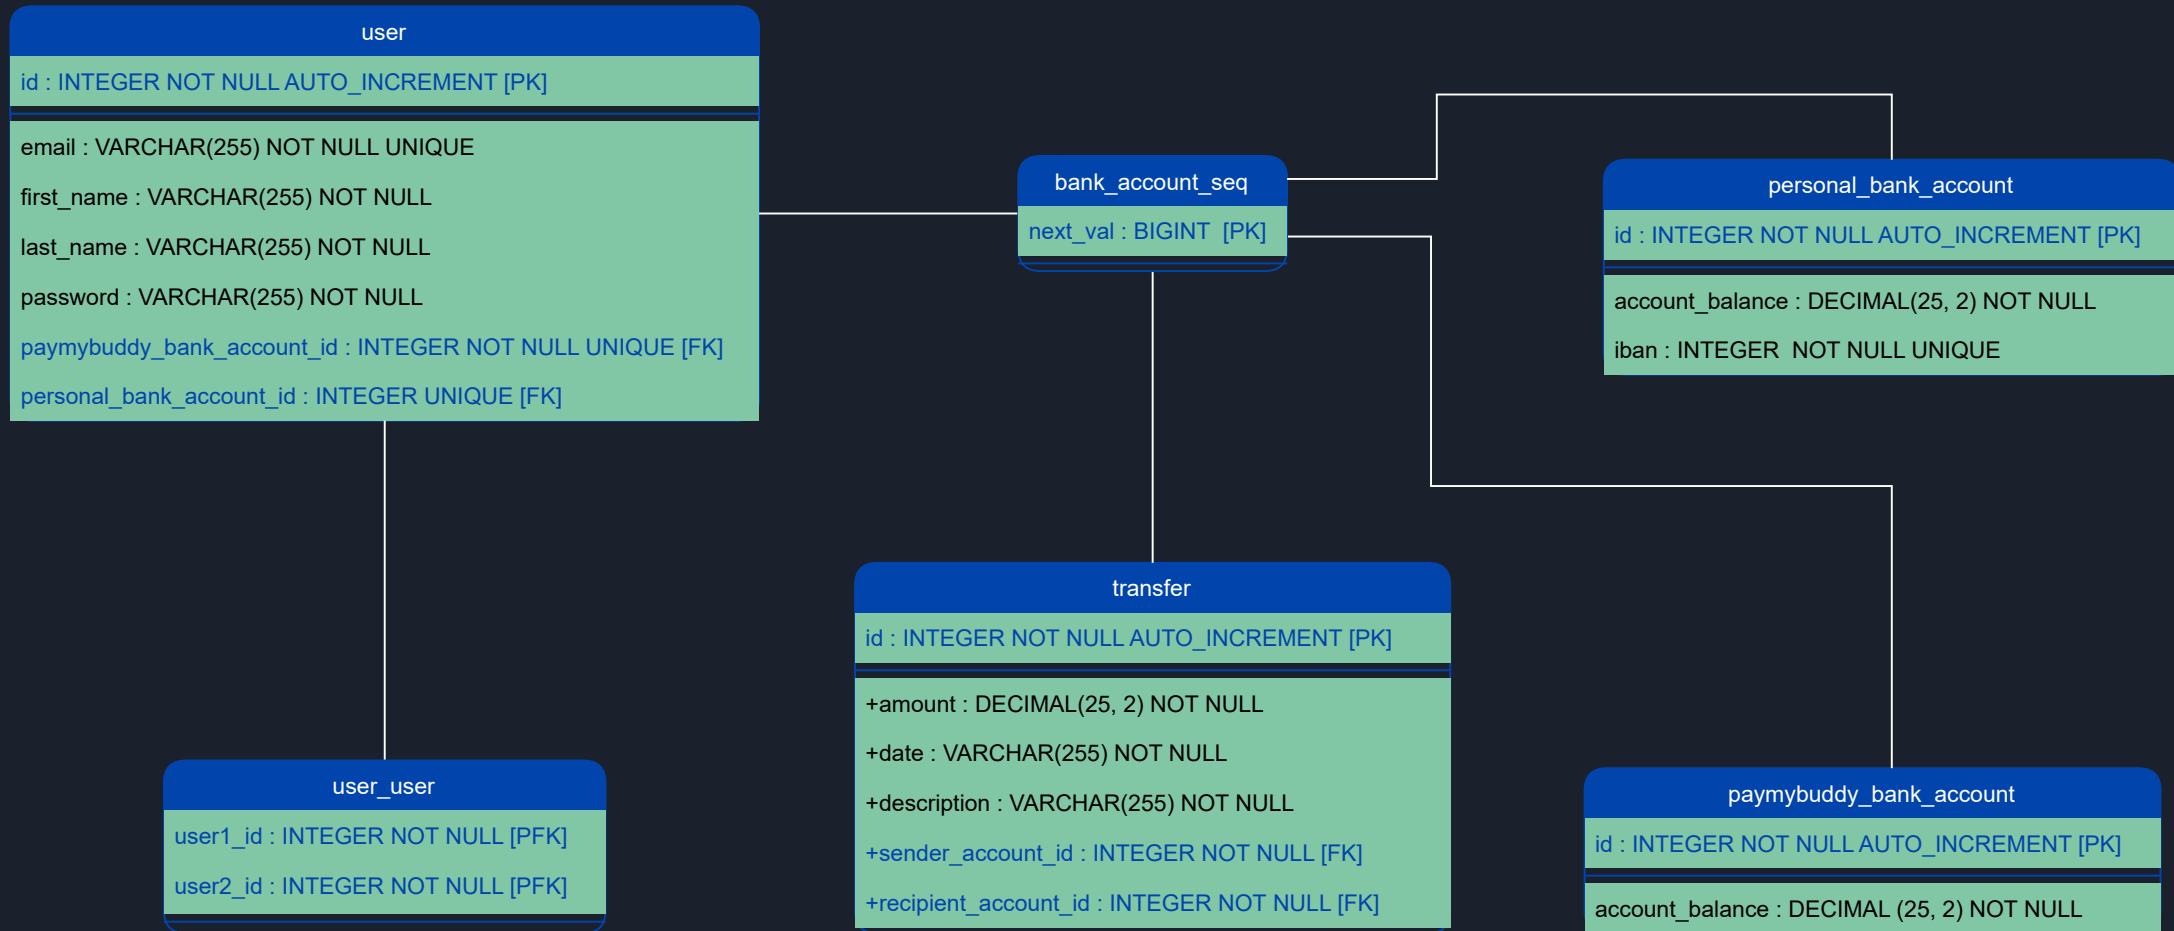 user
id : INTEGER NOT NULL AUTO_INCREMENT [PK]
email : VARCHAR(255) NOT NULL UNIQUE
first_name : VARCHAR(255) NOT NULL
last_name : VARCHAR(255) NOT NULL
password : VARCHAR(255) NOT NULL
paymybuddy_bank_account_id : INTEGER NOT NULL UNIQUE [FK]
personal_bank_account_id : INTEGER UNIQUE [FK]
bank_account_seq
next_val : BIGINT  [PK]
personal_bank_account
id : INTEGER NOT NULL AUTO_INCREMENT [PK]
account_balance : DECIMAL(25, 2) NOT NULL
iban : INTEGER  NOT NULL UNIQUE
user_user
user1_id : INTEGER NOT NULL [PFK]
user2_id : INTEGER NOT NULL [PFK]
transfer
id : INTEGER NOT NULL AUTO_INCREMENT [PK]
+amount : DECIMAL(25, 2) NOT NULL
+date : VARCHAR(255) NOT NULL
+description : VARCHAR(255) NOT NULL
+sender_account_id : INTEGER NOT NULL [FK]
+recipient_account_id : INTEGER NOT NULL [FK]
paymybuddy_bank_account
id : INTEGER NOT NULL AUTO_INCREMENT [PK]
account_balance : DECIMAL (25, 2) NOT NULL